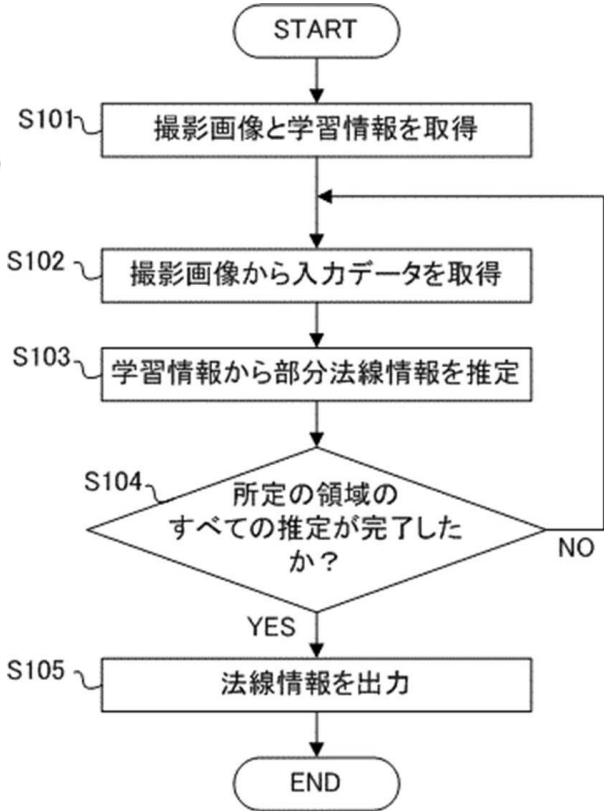 START
S101
撮影画像と学習情報を取得
S102
撮影画像から入力データを取得
S103
学習情報から部分法線情報を推定
S104
所定の領域の
すべての推定が完了した
か？
NO
YES
S105
法線情報を出力
END